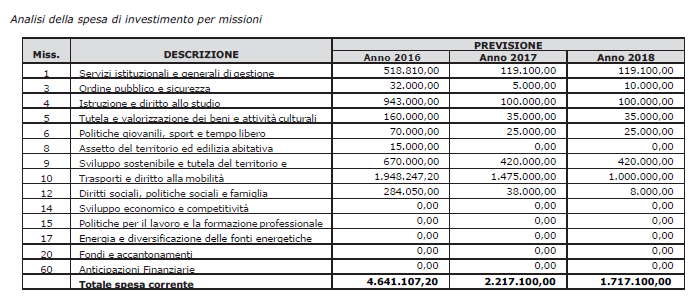 Analisi della spesa di investimento per missioni
PREVISIONE
Miss. DESCRIZIONE Anno 2016 Anno 2017 Anno 2018
1 Servizi istituzionali e generali di gestione 518.810,00 119.100,00 119.100,00
3 Ordine pubblico e sicurezza 32.000,00 5.000,00 10.000,00
4 Istruzione e diritto allo studio 943.000,00 100.000,00 100.000,00
5 Tutela e valorizzazione dei beni e attività culturali 160.000,00 35.000,00 35.000,00
6 Politiche giovanili, sport e tempo libero 70.000,00 25.000,00 25.000,00
8 Assetto del territorio ed edilizia abitativa 15.000,00 0,00 0,00
9 Sviluppo sostenibile e tutela del territorio e 670.000,00 420.000,00 420.000,00
10 Trasporti e diritto alla mobilità 1.948.247,20 1.475.000,00 1.000.000,00
12 Diritti sociali, politiche sociali e famiglia 284.050,00 38.000,00 8.000,00
14 Sviluppo economico e competitività 0,00 0,00 0,00
15 Politiche per il lavoro e la formazione professionale 0,00 0,00 0,00
17 Energia e diversificazione delle fonti energetiche 0,00 0,00 0,00
20 Fondi e accantonamenti 0,00 0,00 0,00
60 Anticipazioni Finanziarie 0,00 0,00 0,00
Totale spesa corrente 4.641.107,20 2.217.100,00 1.717.100,00